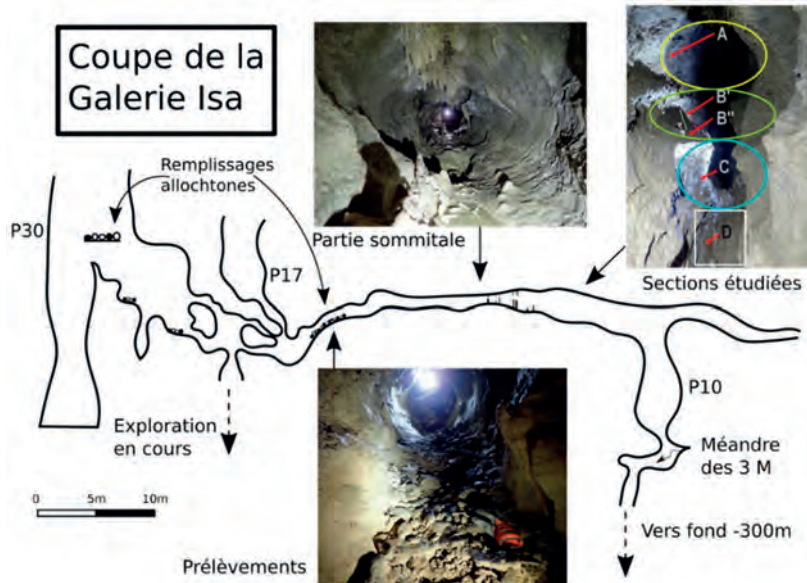 Coupe de la
Galerie Isa
A
B'
B"
C
D
Remplissages
allochtones
P30
P17
Partie sommitale
Sections étudiées
P10
Exploration
en cours
Méandre
des 3 M
0 5m 10m
Vers fond -300m
Prélèvements